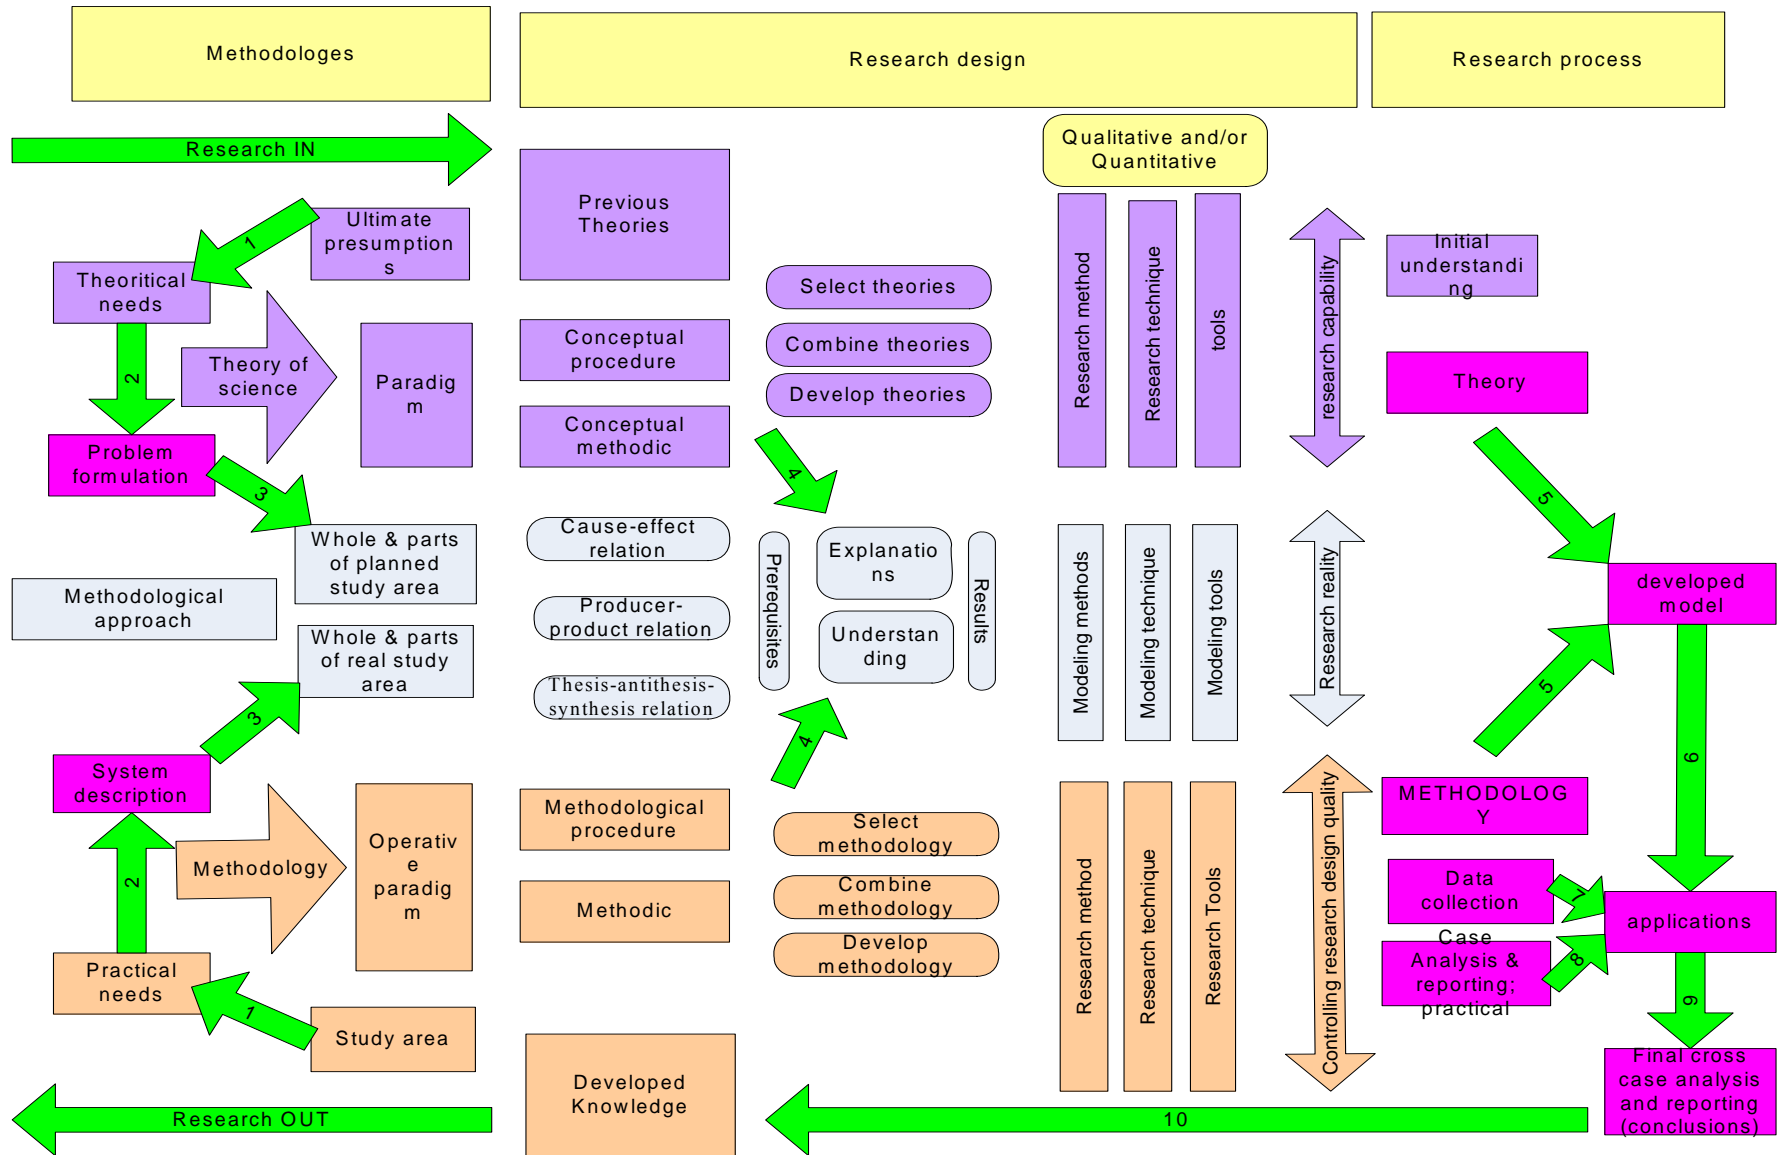 Methodologes
Research design
Research process
Research IN
Qualitative and/or
Quantitative
Ultimate
presumption
s
1
Theoritical
needs
2
Theory of
science
Paradig
m
Problem
formulation
3
Previous
Theories
Conceptual
procedure
Conceptual
methodic
Select theories
Combine theories
Develop theories
4
Research method
Research technique
tools
research capability
Initial
understandi
ng
Theory
5
Whole & parts
of planned
study area
Methodological
approach
Whole & parts
of real study
area
3
Cause-effect
relation
Producer-
product relation
Thesis-antithesis-
synthesis relation
Prerequisites
Explanatio
ns
Understan
ding
Results
4
Modeling methods
Modeling technique
Modeling tools
Research reality
developed
model
5
6
System
description
2
Methodology
Operativ
e
paradig
m
Practical
needs
1
Study area
Methodological
procedure
Methodic
Select
methodology
Combine
methodology
Develop
methodology
Research method
Research technique
Research Tools
Controlling research design quality
METHODOLOG
Y
Data
collection
7
applications
Case
Analysis &
reporting;
practical
8
9
Final cross
case analysis
and reporting
(conclusions)
10
Developed
Knowledge
Research OUT